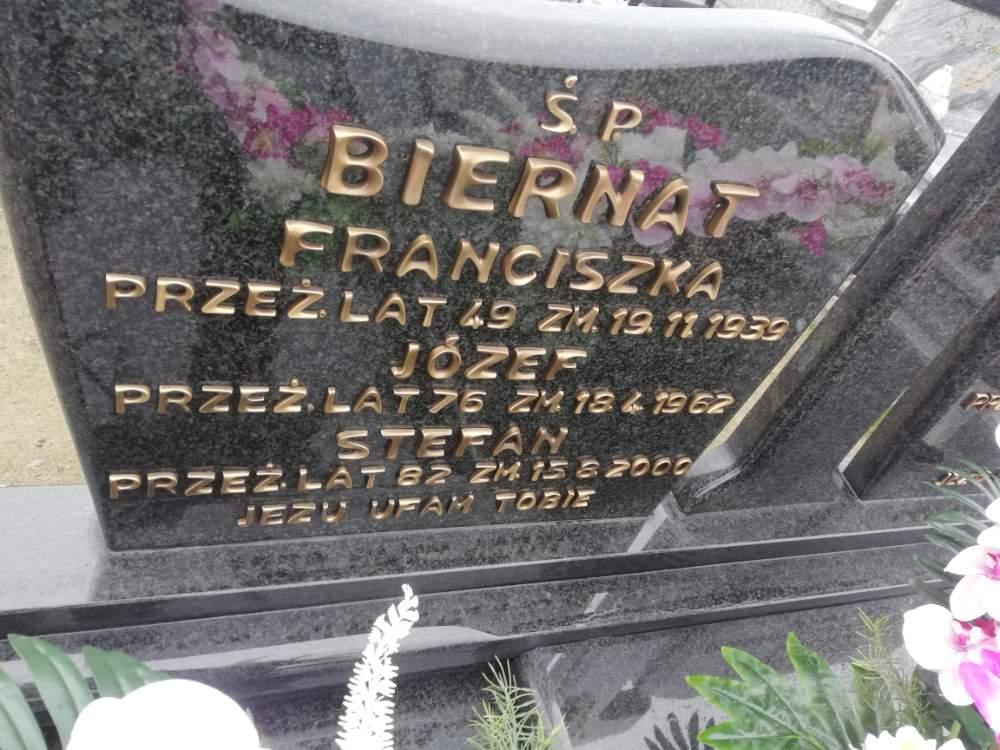 Ś. P.
BIERNAT
FRANCISZKA
PRZEŻ. LAT 49 ZM. 19.11.1939
JÓZEF
PRZEŻ. LAT 76 ZM. 18.4.1962
STEFAN
PRZEŻ. LAT 82 ZM. 15.8.2000
JEZU UFAM TOBIE